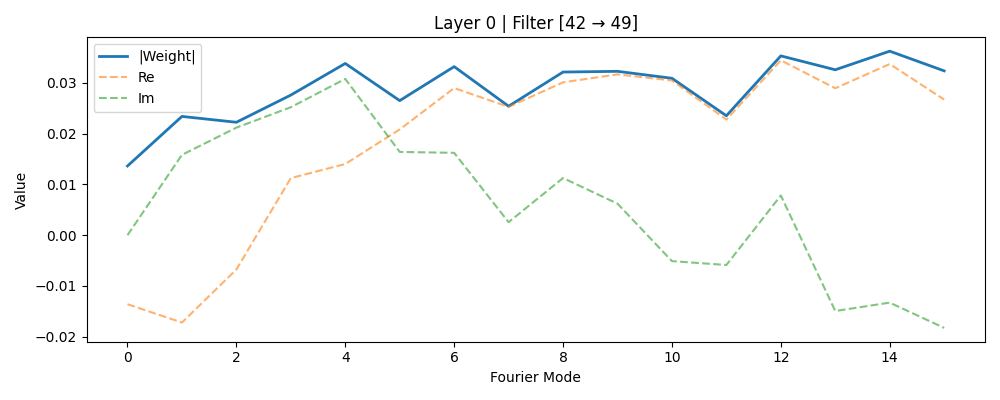 Layer 0 | Filter [42 → 49]
|Weight|
Re
Im
Value
0.03
0.02
0.01
0.00
−0.01
−0.02
0 2 4 6 8 10 12 14
Fourier Mode